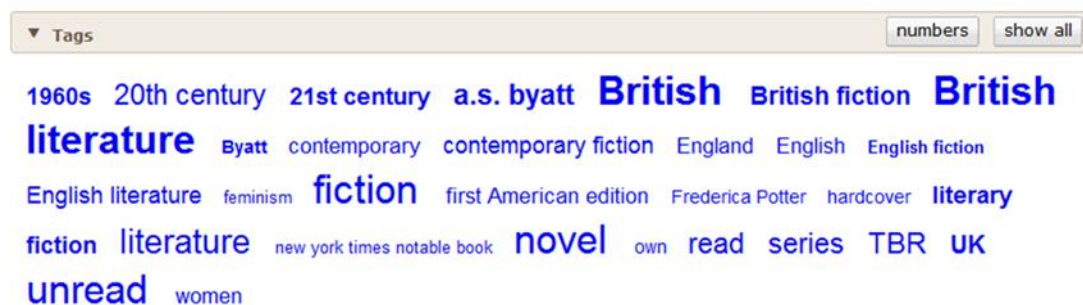 ▼ Tags numbers show all
1960s 20th century 21st century a.s. byatt British British fiction British
literature Byatt contemporary contemporary fiction England English English fiction
English literature feminism fiction first American edition Frederica Potter hardcover literary
fiction literature new york times notable book novel own read series TBR UK
unread women